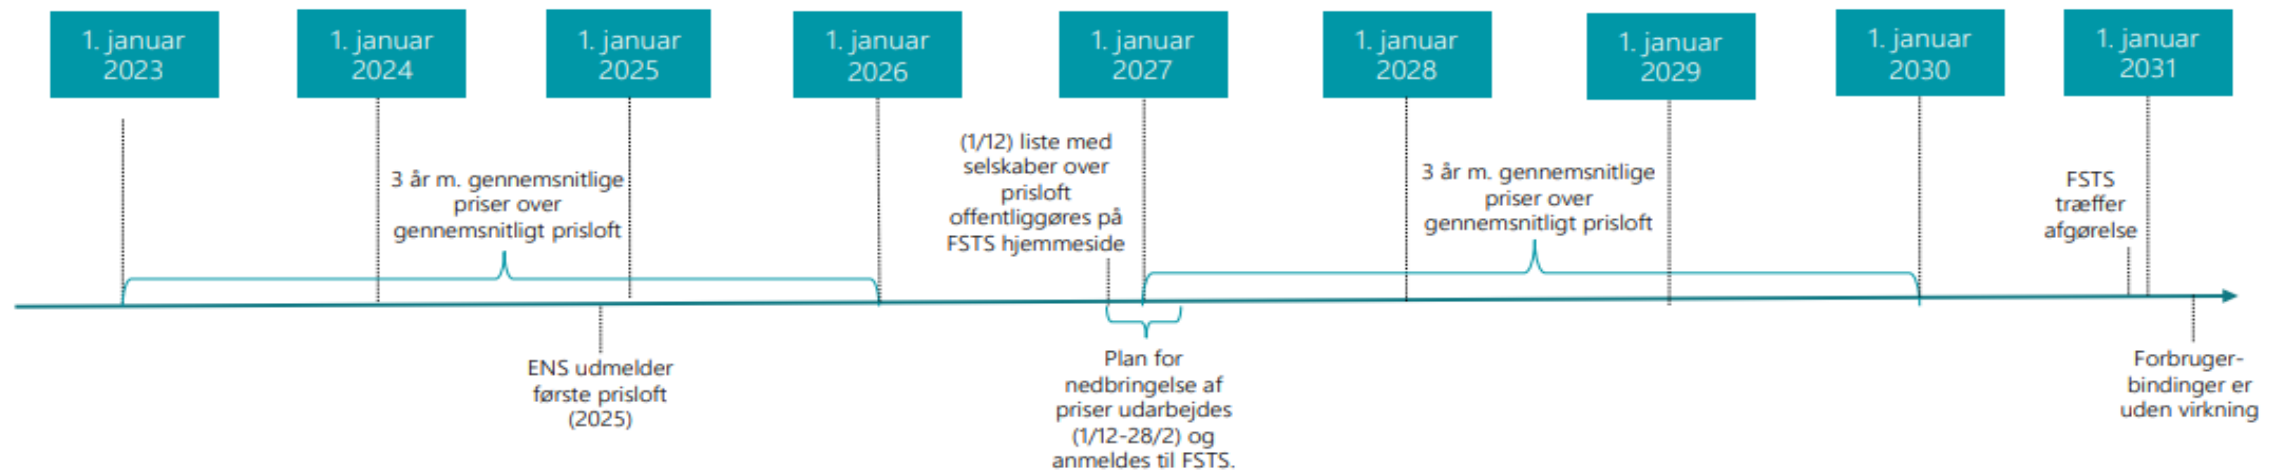 1. januar
2023
1. januar
2024
1. januar
2025
1. januar
2026
1. januar
2027
1. januar
2028
1. januar
2029
1. januar
2030
1. januar
2031
3 år m. gennemsnitlige
priser over
gennemsnitligt prisloft
(1/12) liste med
selskaber over
prisloft
offentliggøres på
FSTS hjemmeside
3 år m. gennemsnitlige
priser over
gennemsnitligt prisloft
FSTS
træffer
afgørelse
ENS udmelder
første prisloft
(2025)
Plan for
nedbringelse af
priser udarbejdes
(1/12-28/2) og
anmeldes til FSTS.
Forbruger-
bindinger er
uden virkning